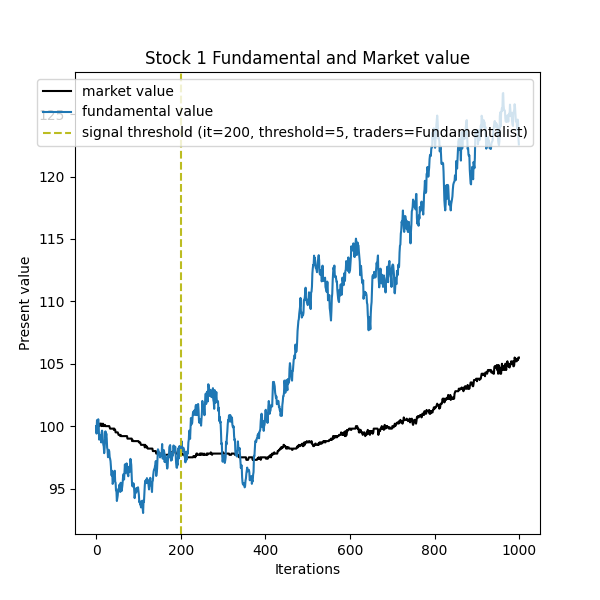 Stock 1 Fundamental and Market value
market value
fundamental value
signal threshold (it=200, threshold=5, traders=Fundamentalist)
125
120
115
110
105
100
95
Present value
0 200 400 600 800 1000
Iterations